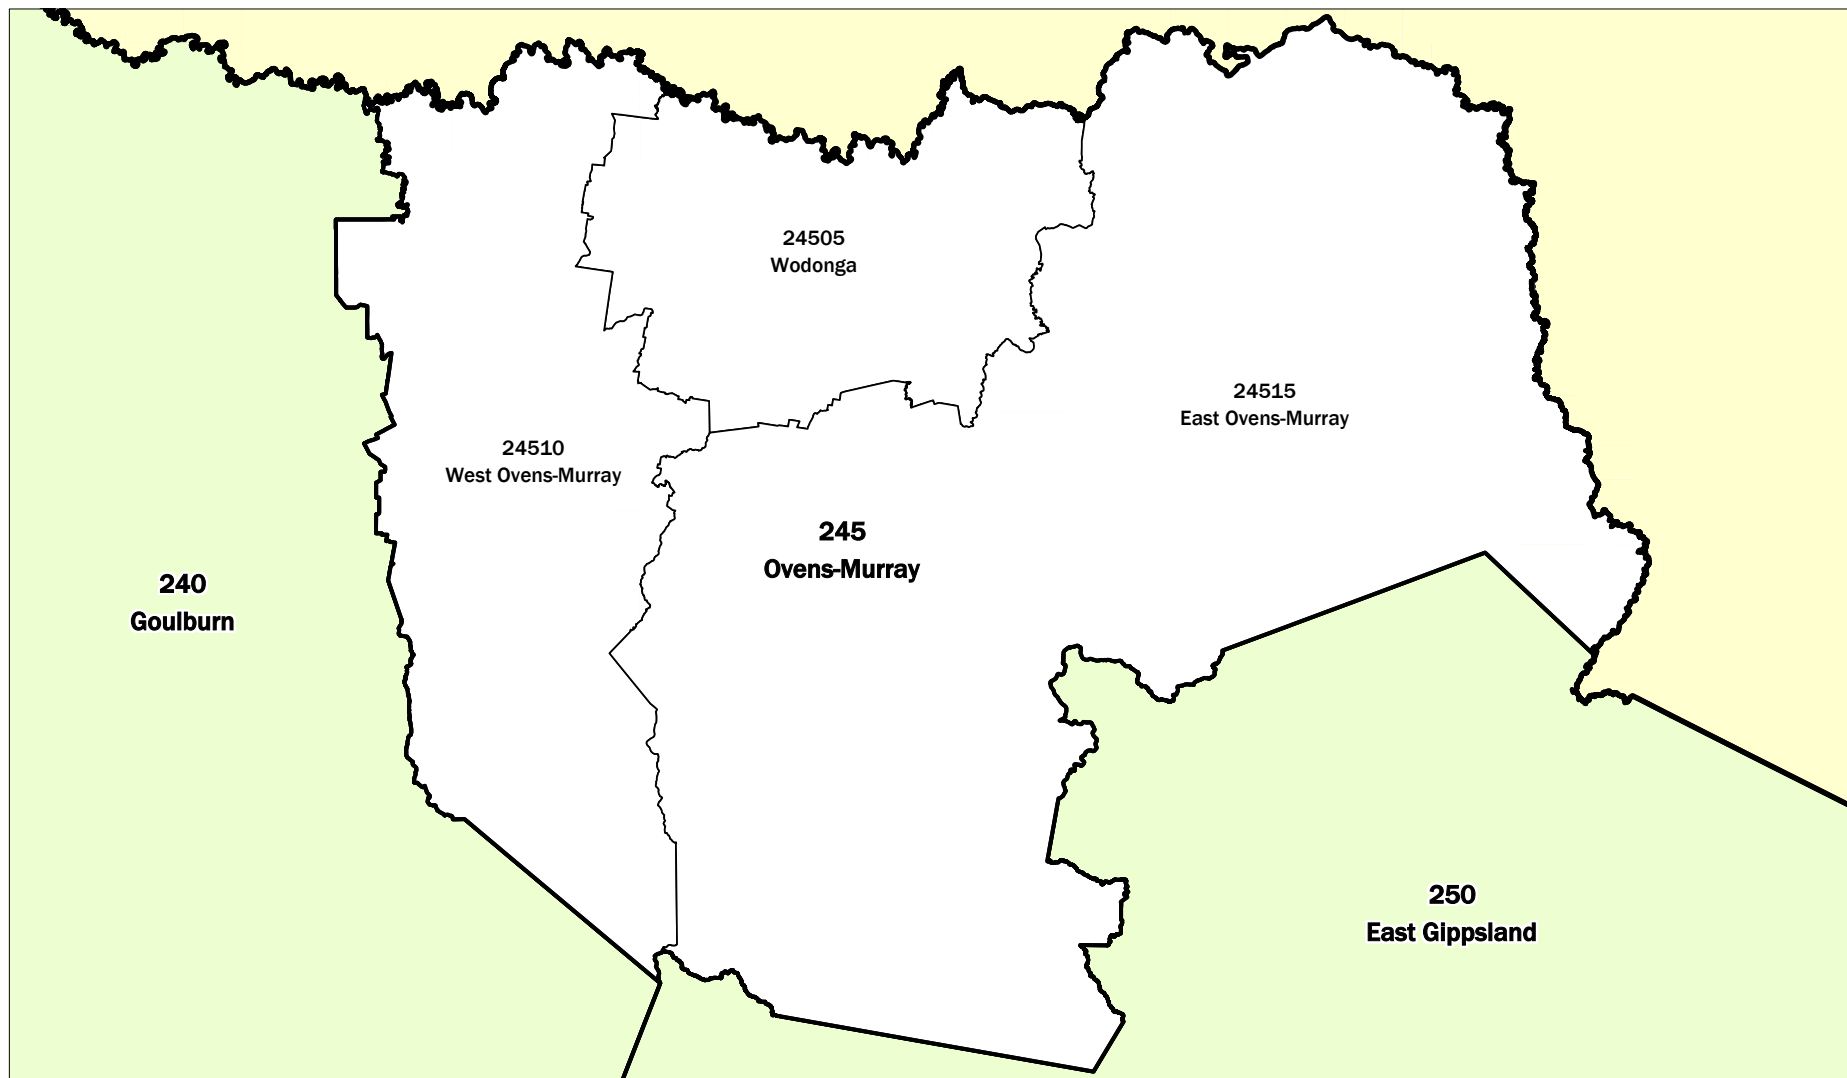 24505
Wodonga
24515
East Ovens-Murray
24510
West Ovens-Murray
245
Ovens-Murray
240
Goulburn
250
East Gippsland